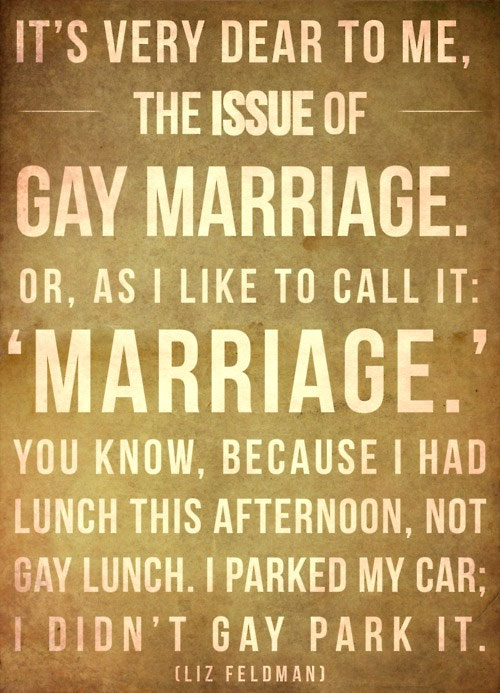 IT'S VERY DEAR TO ME,
THE ISSUE OF
GAY MARRIAGE.
OR, AS I LIKE TO CALL IT:
'MARRIAGE.'
YOU KNOW, BECAUSE I HAD
LUNCH THIS AFTERNOON, NOT
GAY LUNCH. I PARKED MY CAR;
I DIDN'T GAY PARK IT.
(LIZ FELDMAN)